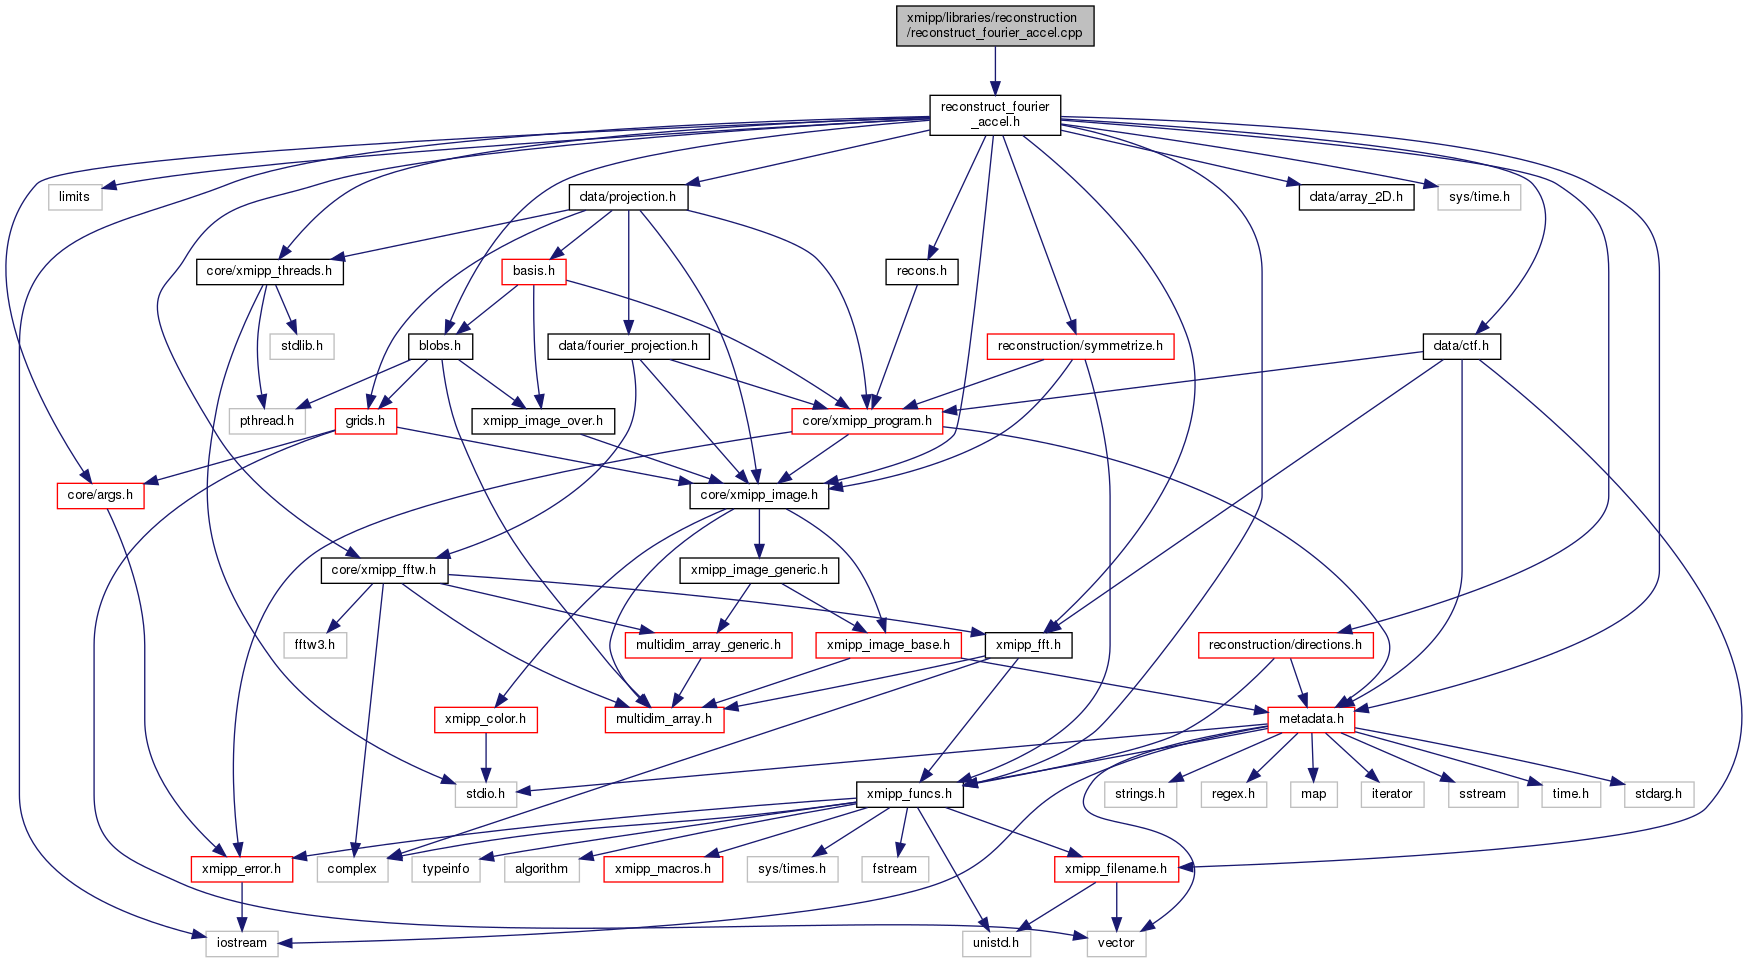 xmipp/libraries/reconstruction
/reconstruct_fourier_accel.cpp
reconstruct_fourier
_accel.h
limits
data/projection.h
data/array_2D.h
sys/time.h
core/xmipp_threads.h
basis.h
recons.h
stdlib.h
blobs.h
data/fourier_projection.h
reconstruction/symmetrize.h
data/ctf.h
pthread.h
grids.h
xmipp_image_over.h
core/xmipp_program.h
core/args.h
core/xmipp_image.h
core/xmipp_fftw.h
xmipp_image_generic.h
fftw3.h
multidim_array_generic.h
xmipp_image_base.h
xmipp_fft.h
reconstruction/directions.h
xmipp_color.h
multidim_array.h
metadata.h
stdio.h
xmipp_funcs.h
strings.h
regex.h
map
iterator
sstream
time.h
stdarg.h
xmipp_error.h
complex
typeinfo
algorithm
xmipp_macros.h
sys/times.h
fstream
xmipp_filename.h
iostream
unistd.h
vector